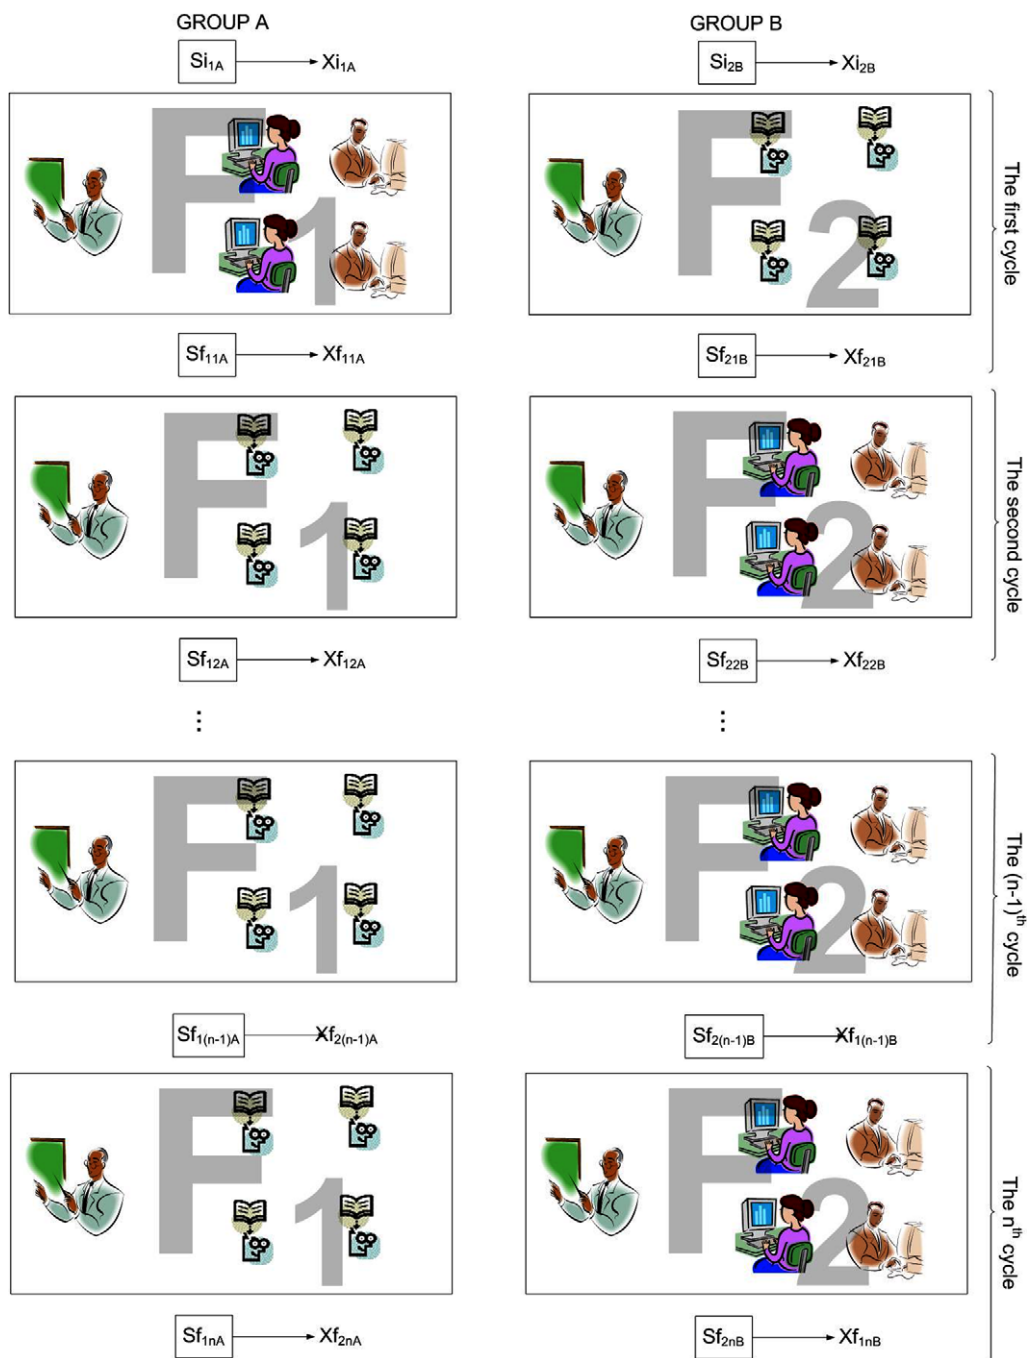 GROUP A
GROUP B
Si1A
Xi1A
Si2B
Xi2B
F1
F2
The first cycle
Sf11A
Xf11A
Sf21B
Xf21B
F1
F2
The second cycle
Sf12A
Xf12A
Sf22B
Xf22B
⋮
⋮
F1
F2
The (n-1)th cycle
Sf1(n-1)A
Xf2(n-1)A
Sf2(n-1)B
Xf1(n-1)B
F1
F2
The nth cycle
Sf1nA
Xf2nA
Sf2nB
Xf1nB